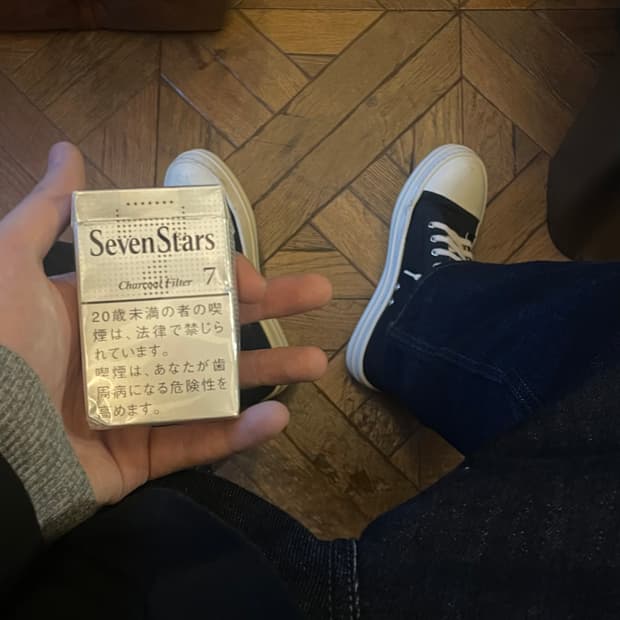 SevenStars
Charcoal Filter 7
20歳未満の者の喫
煙は、法律で禁じら
れています。
喫煙は、あなたが歯
周病になる危険性を
高めます。